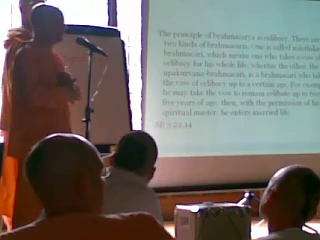 The principle of brahmacarya is celibacy. There are
two kinds of brahmacaris. One is called naisthika-
brahmacari, which means one who takes a vow of
celibacy for his whole life, whereas the other, the
upakurvana-brahmacari, is a brahmacari who takes
the vow of celibacy up to a certain age. For example,
he may take the vow to remain celibate up to twenty-
five years of age; then, with the permission of his
spiritual master, he enters married life.